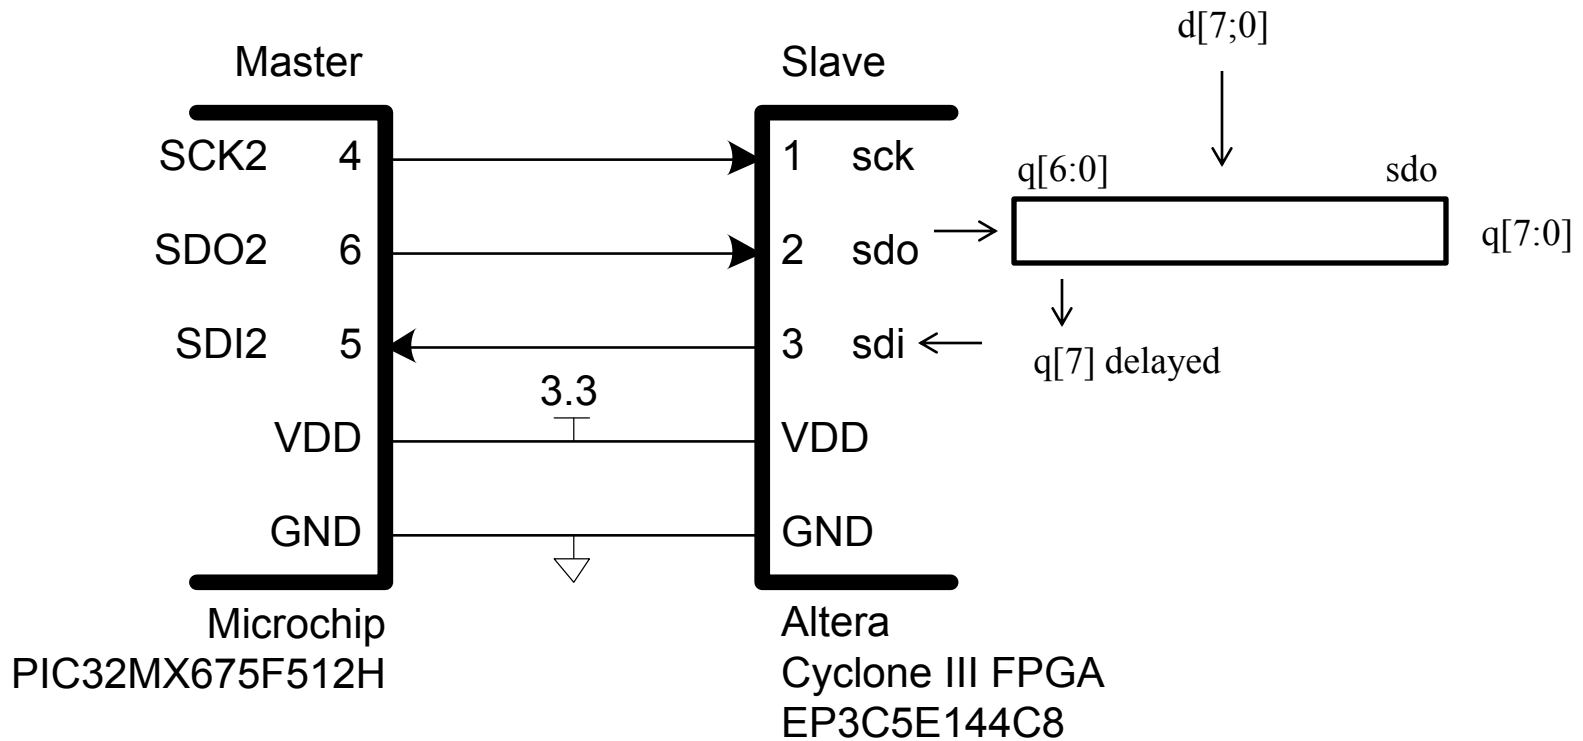 d[7;0]
Master
Slave
SCK2 4
1 sck
q[6:0]
sdo
SDO2 6
2 sdo
q[7:0]
SDI2 5
3 sdi
q[7] delayed
3.3
VDD
VDD
GND
GND
Microchip
PIC32MX675F512H
Altera
Cyclone III FPGA
EP3C5E144C8